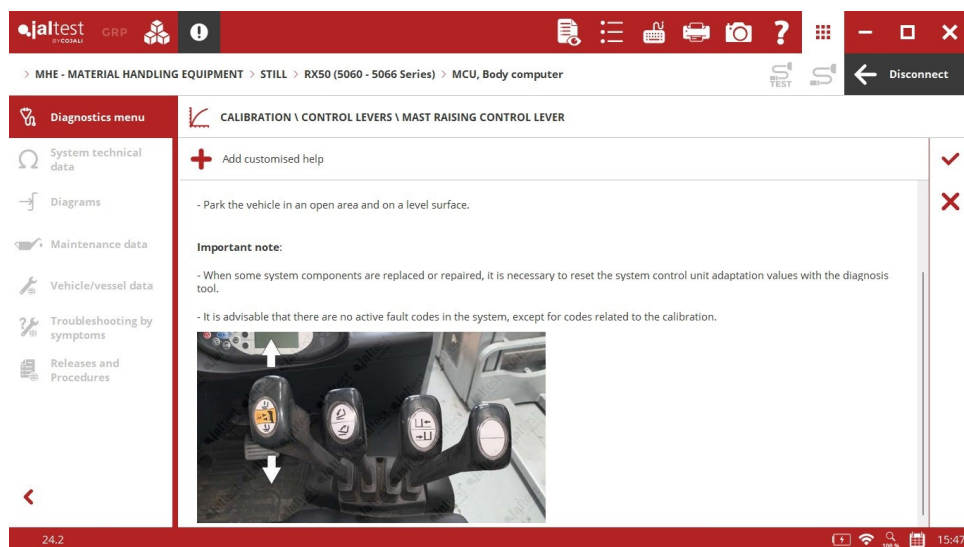 jaltest GRP
BY COJALI
TEST
> MHE - MATERIAL HANDLING EQUIPMENT > STILL > RX50 (5060 - 5066 Series) > MCU, Body computer
Disconnect
Diagnostics menu
CALIBRATION \ CONTROL LEVERS \ MAST RAISING CONTROL LEVER
System technical
data
Diagrams
Maintenance data
Vehicle/vessel data
Troubleshooting by
symptoms
Releases and
Procedures
Add customised help
- Park the vehicle in an open area and on a level surface.
Important note:
- When some system components are replaced or repaired, it is necessary to reset the system control unit adaptation values with the diagnosis
tool.
- It is advisable that there are no active fault codes in the system, except for codes related to the calibration.
24.2
100 %
15:47